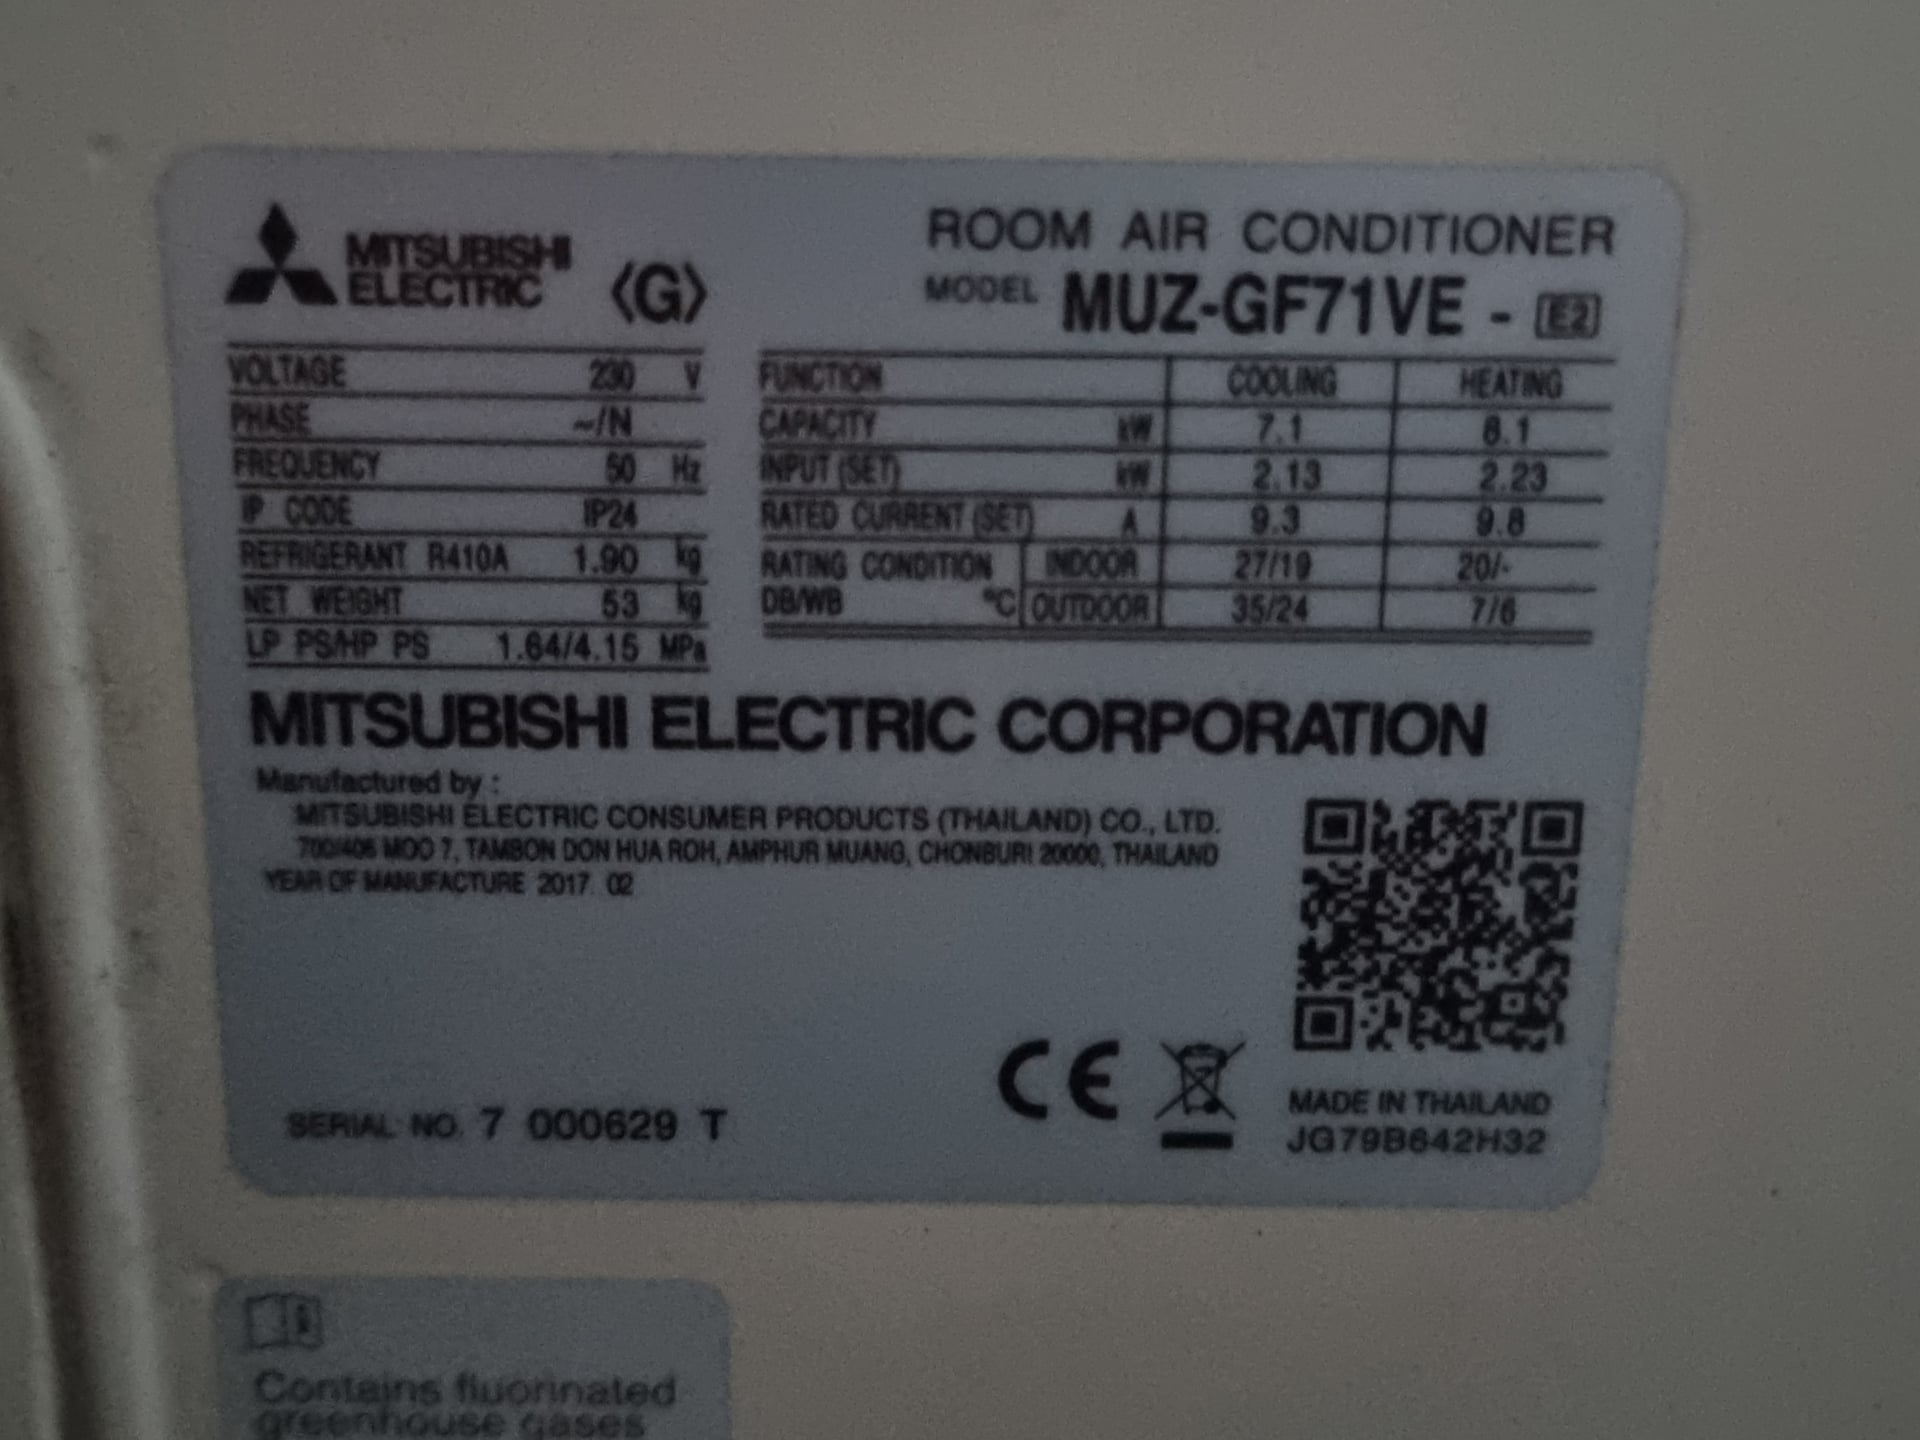 MITSUBISHI
ELECTRIC
〈G〉
ROOM AIR CONDITIONER
MODEL MUZ-GF71VE - E2
VOLTAGE 230 V
PHASE ~/N
FREQUENCY 50 Hz
IP CODE IP24
REFRIGERANT R410A 1.90 kg
NET WEIGHT 53 kg
LP PS/HP PS 1.64/4.15 MPa
FUNCTION COOLING HEATING
CAPACITY kW 7.1 8.1
INPUT (SET) kW 2.13 2.23
RATED CURRENT (SET) A 9.3 9.8
RATING CONDITION INDOOR 27/19 20/-
DB/WB °C OUTDOOR 35/24 7/6
MITSUBISHI ELECTRIC CORPORATION
Manufactured by :
MITSUBISHI ELECTRIC CONSUMER PRODUCTS (THAILAND) CO., LTD.
700/406 MOO 7, TAMBON DON HUA ROH, AMPHUR MUANG, CHONBURI 20000, THAILAND
YEAR OF MANUFACTURE 2017. 02
CE
SERIAL NO. 7 000629 T
MADE IN THAILAND
JG79B642H32
Contains fluorinated
greenhouse gases